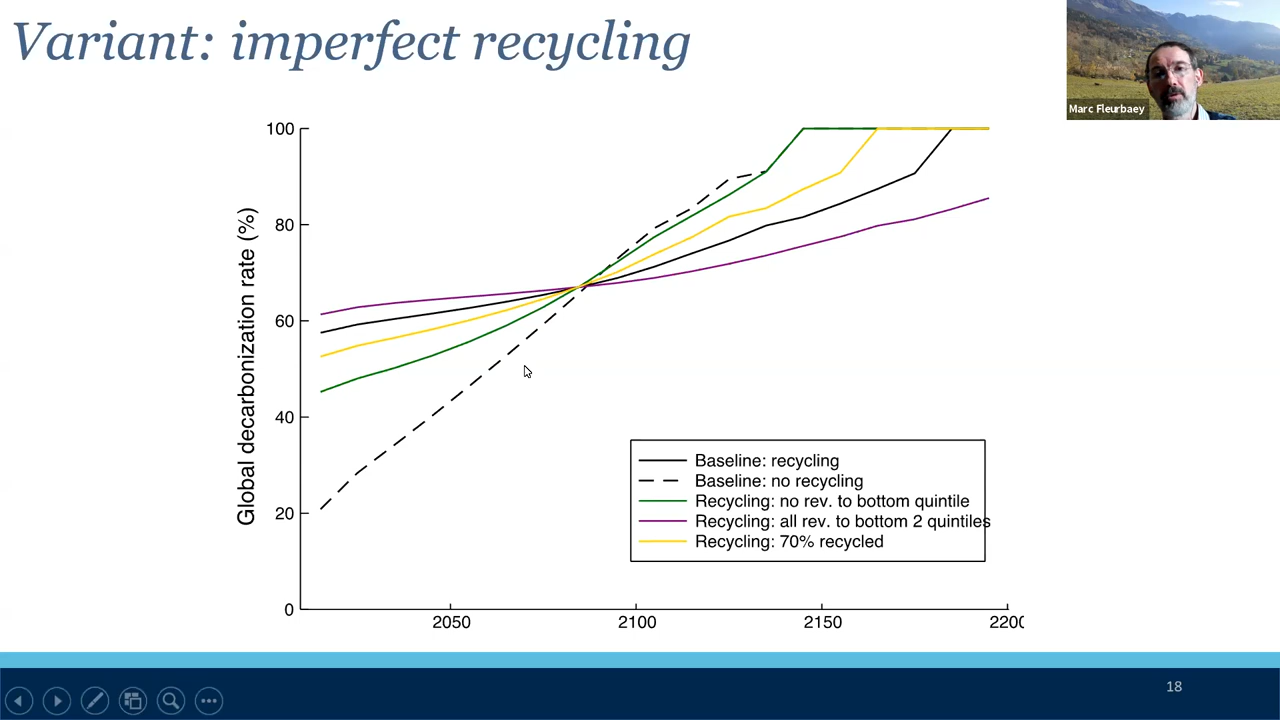 Variant: imperfect recycling
Marc Fleurbaey
Global decarbonization rate (%)
100
80
60
40
20
0
2050
2100
2150
220
Baseline: recycling
Baseline: no recycling
Recycling: no rev. to bottom quintile
Recycling: all rev. to bottom 2 quintiles
Recycling: 70% recycled
18